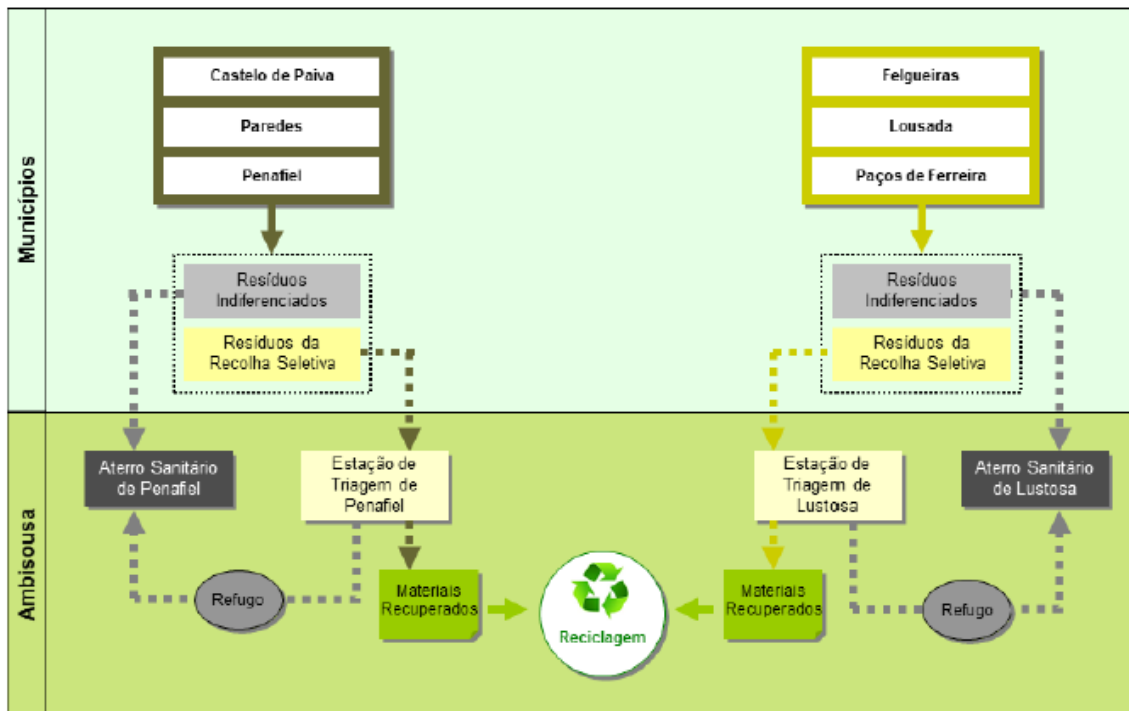 Municípios
Castelo de Paiva
Paredes
Penafiel
Felgueiras
Lousada
Paços de Ferreira
Resíduos
Indiferenciados
Resíduos da
Recolha Seletiva
Resíduos
Indiferenciados
Resíduos da
Recolha Seletiva
Ambisousa
Aterro Sanitário
de Penafiel
Estação de
Triagem de
Penafiel
Estação de
Triagem de
Lustosa
Aterro Sanitário
de Lustosa
Refugo
Materiais
Recuperados
Reciclagem
Materiais
Recuperados
Refugo